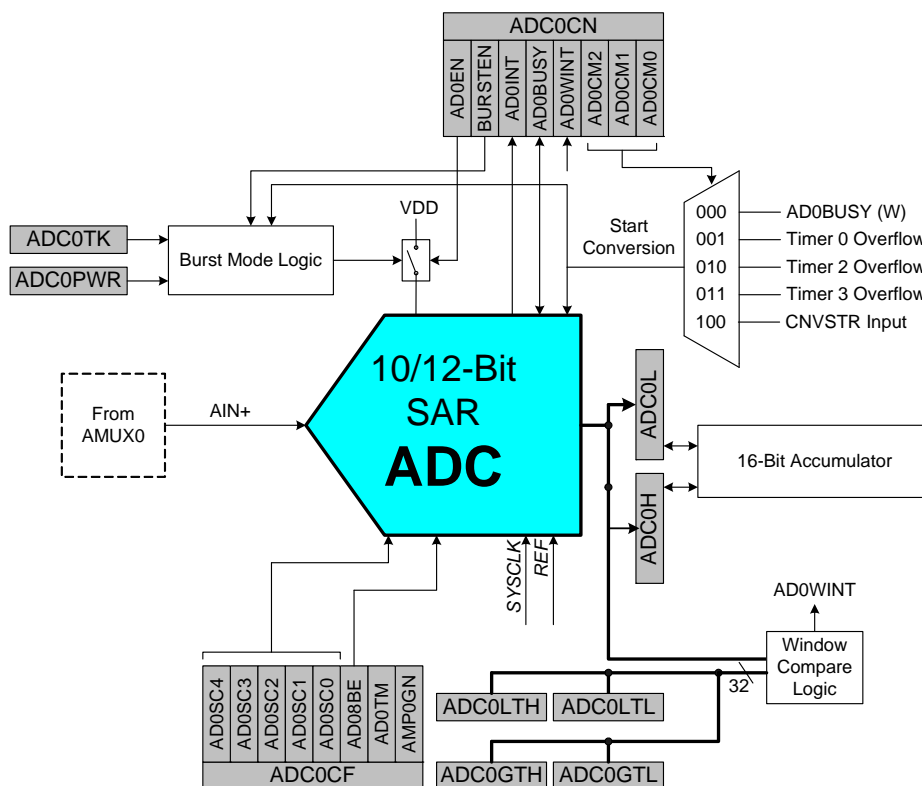 ADC0CN
AD0EN
BURSTEN
AD0INT
AD0BUSY
AD0WINT
AD0CM2
AD0CM1
AD0CM0
VDD
Start
Conversion
000
AD0BUSY (W)
001
Timer 0 Overflow
010
Timer 2 Overflow
011
Timer 3 Overflow
100
CNVSTR Input
ADC0TK
ADC0PWR
Burst Mode Logic
From
AMUX0
AIN+
10/12-Bit
SAR
ADC
ADC0L
ADC0H
16-Bit Accumulator
SYSCLK
REF
AD0WINT
Window
Compare
Logic
32
AD0SC4
AD0SC3
AD0SC2
AD0SC1
AD0SC0
AD08BE
AD0TM
AMP0GN
ADC0CF
ADC0LTH
ADC0LTL
ADC0GTH
ADC0GTL